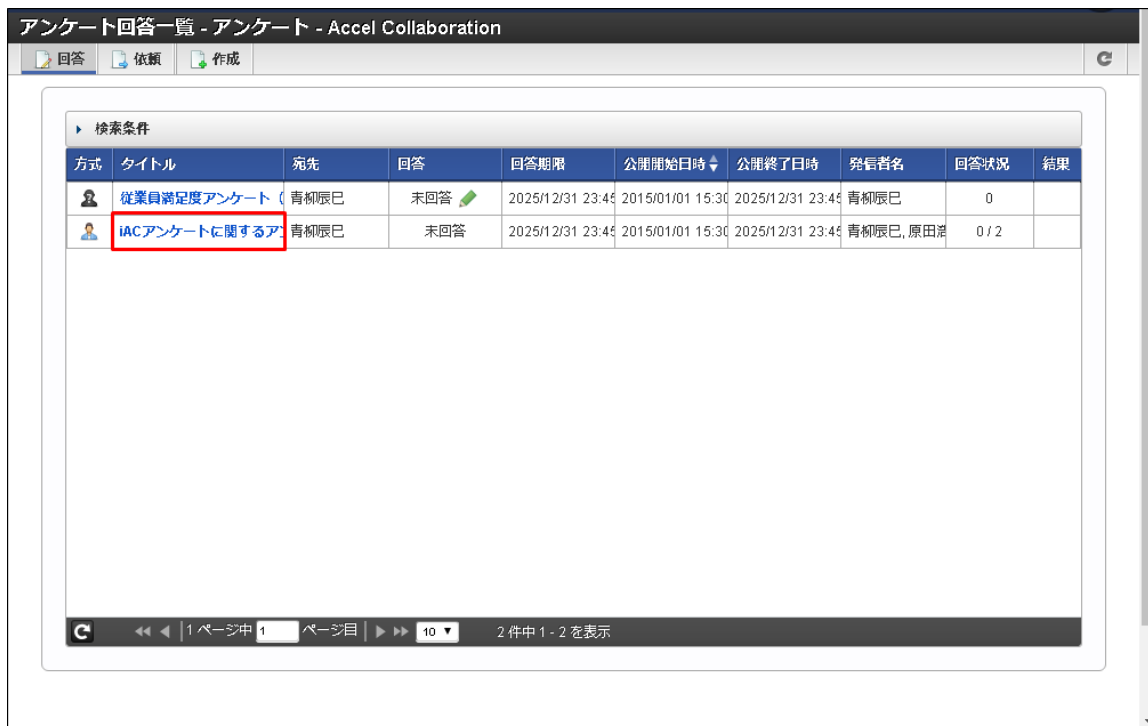 アンケート回答一覧 - アンケート - Accel Collaboration
回答 依頼 作成
検索条件
方式 タイトル 宛先 回答 回答期限 公開開始日時 公開終了日時 発信者名 回答状況 結果
従業員満足度アンケート（ 青柳辰巳 未回答 2025/12/31 23:45 2015/01/01 15:30 2025/12/31 23:45 青柳辰巳 0
iACアンケートに関するアン 青柳辰巳 未回答 2025/12/31 23:45 2015/01/01 15:30 2025/12/31 23:45 青柳辰巳, 原田浩 0 / 2
1 ページ中 1 ページ目 10 2 件中 1 - 2 を表示